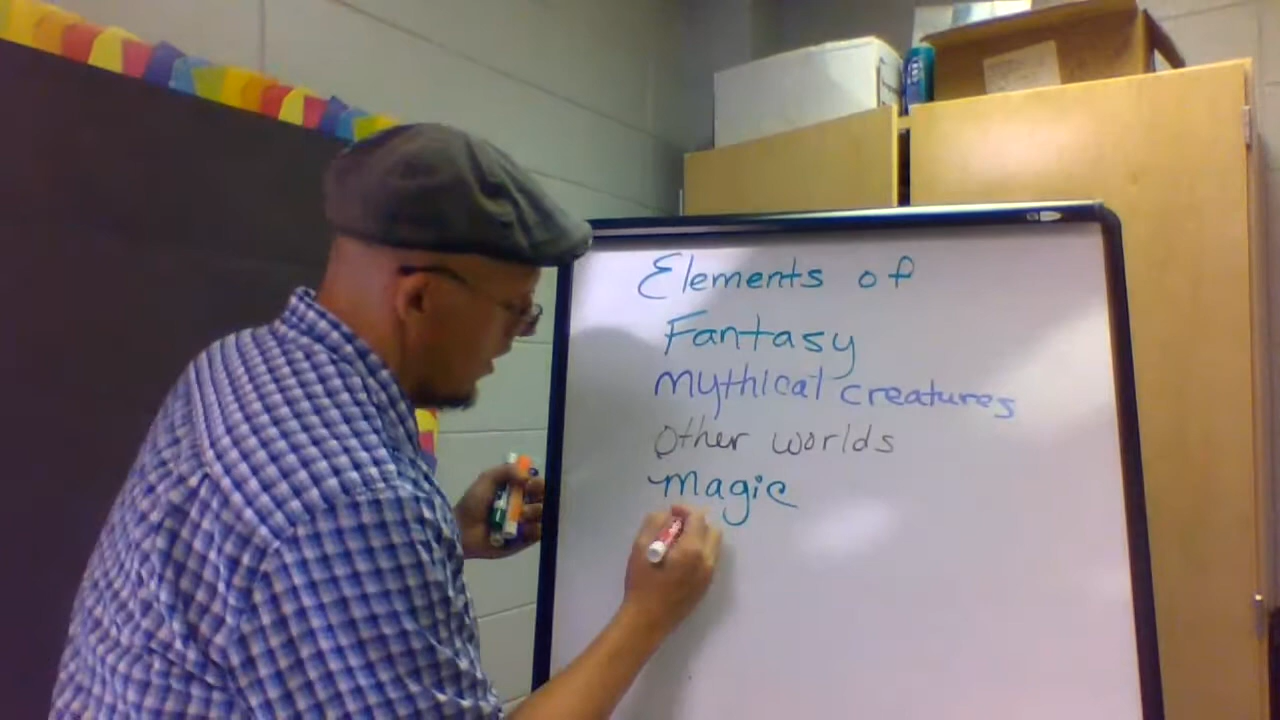 Elements of
Fantasy
Mythical creatures
Other worlds
Magic